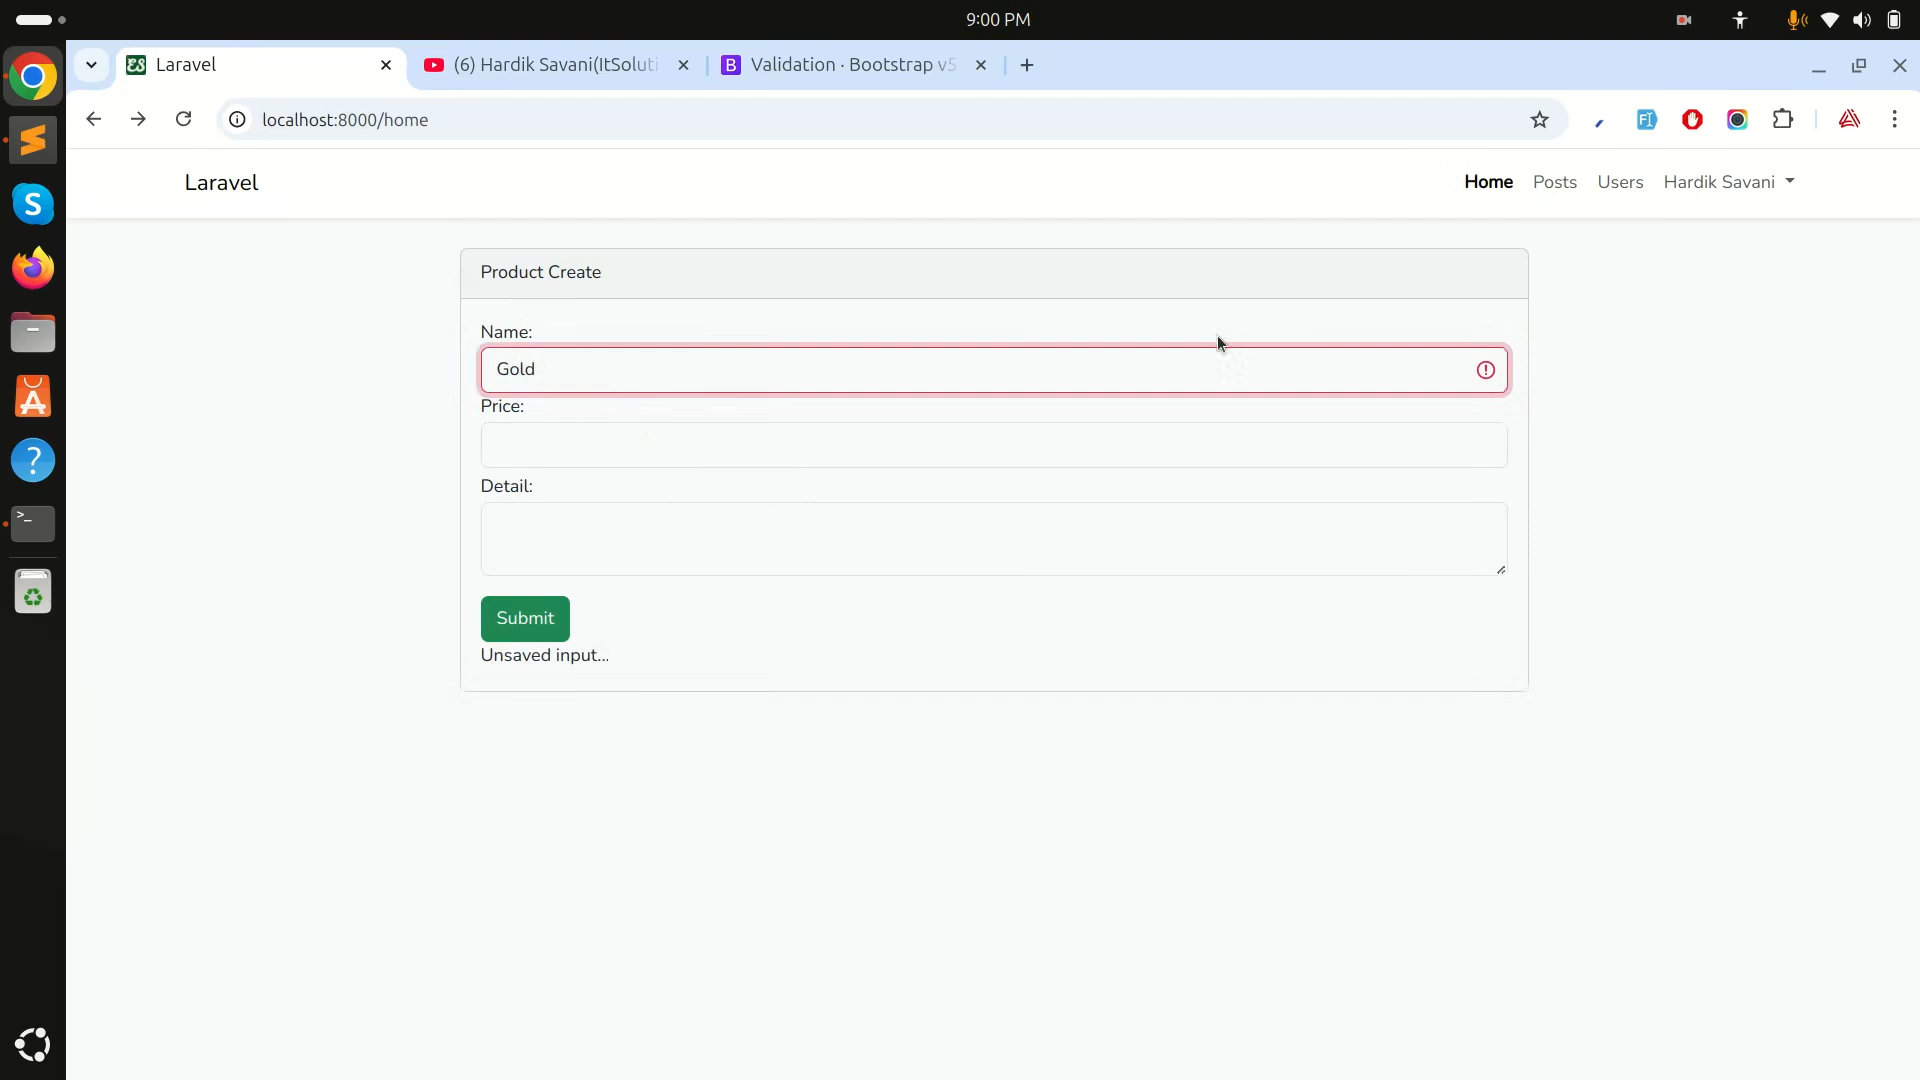 9:00 PM
Laravel
(6) Hardik Savani(ItSoluti
Validation · Bootstrap v5
localhost:8000/home
Laravel
Home
Posts
Users
Hardik Savani
Product Create
Name:
Gold
Price:
Detail:
Submit
Unsaved input...